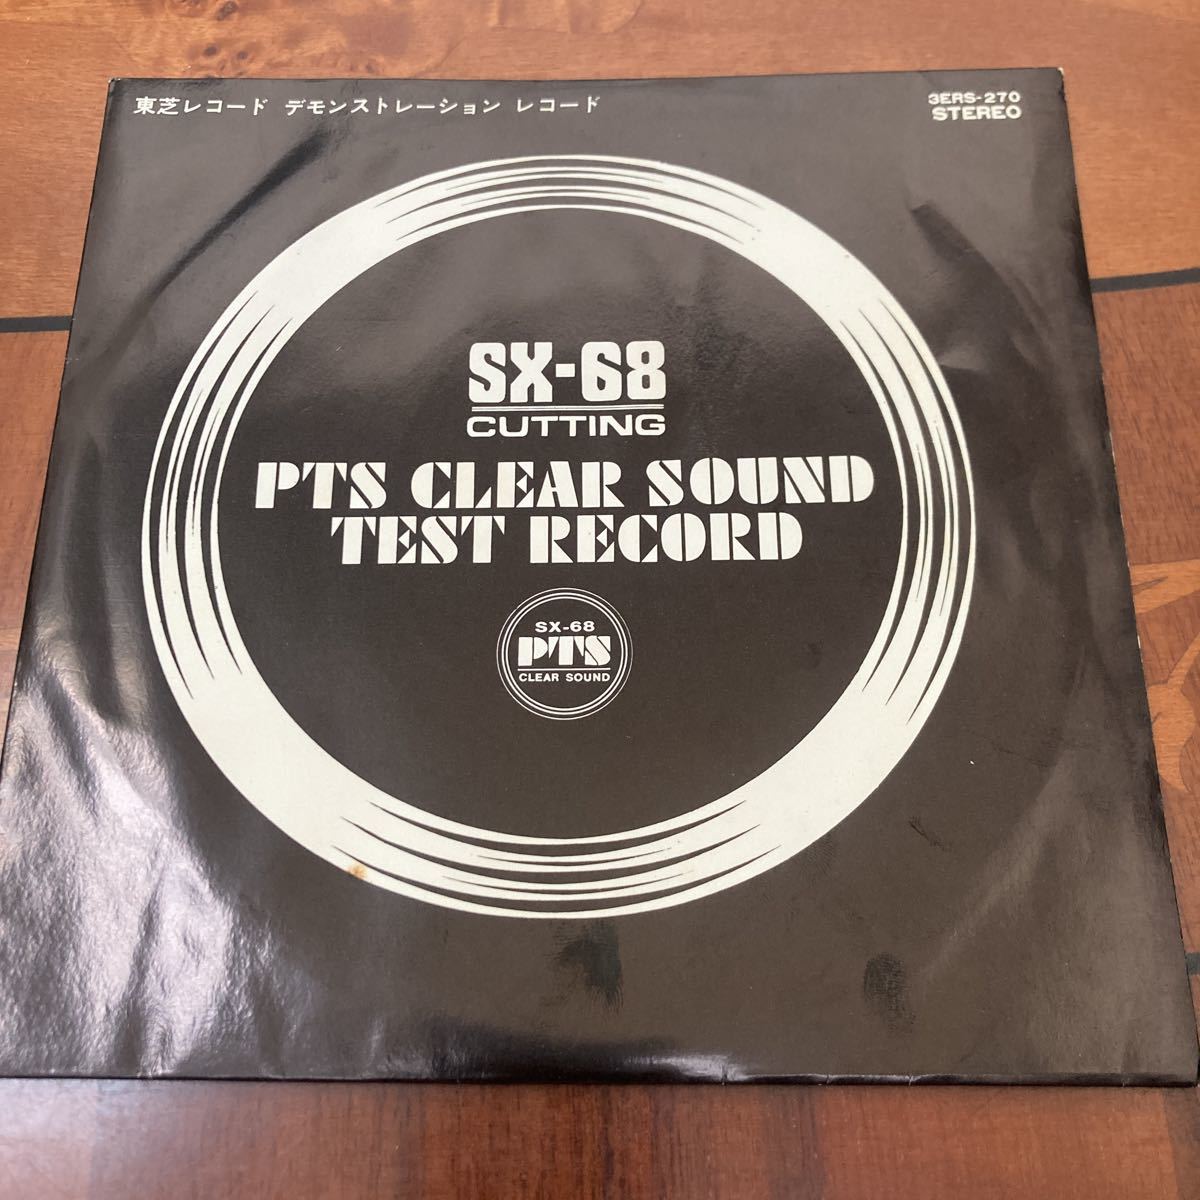 東芝レコード デモンストレーション レコード
3ERS-270
STEREO
SX-68
CUTTING
PTS CLEAR SOUND
TEST RECORD
SX-68
PTS
CLEAR SOUND